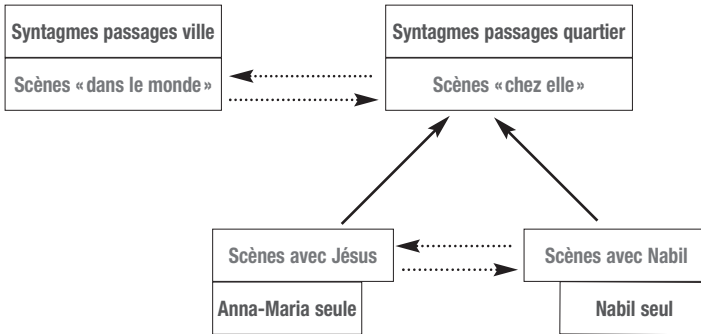 Syntagmes passages ville
Syntagmes passages quartier
Scènes «dans le monde»
Scènes «chez elle»
Scènes avec Jésus
Scènes avec Nabil
Anna-Maria seule
Nabil seul